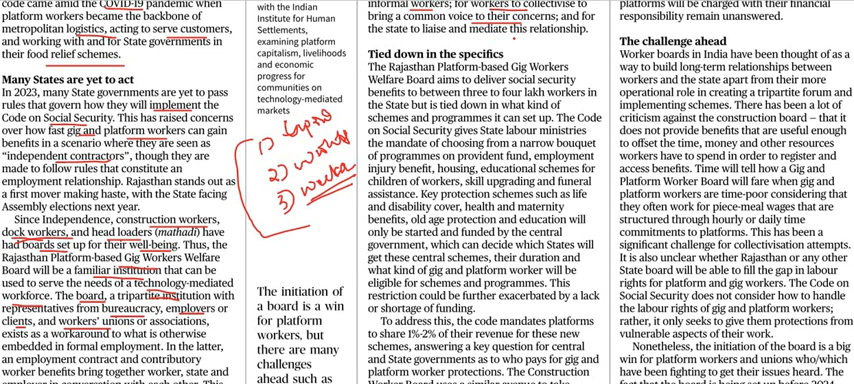 code came amid the COVID-19 pandemic when
platform workers became the backbone of
metropolitan logistics, acting to serve customers,
and working with and for State governments in
their food relief schemes.
Many States are yet to act
In 2023, many State governments are yet to pass
rules that govern how they will implement the
Code on Social Security. This has raised concerns
over how fast gig and platform workers can gain
benefits in a scenario where they are seen as
“independent contractors”, though they are
made to follow rules that constitute an
employment relationship. Rajasthan stands out as
a first mover making haste, with the State facing
Assembly elections next year.
Since Independence, construction workers,
dock workers, and head loaders (mathadi) have
had boards set up for their well-being. Thus, the
Rajasthan Platform-based Gig Workers Welfare
Board will be a familiar institution that can be
used to serve the needs of a technology-mediated
workforce. The board, a tripartite institution with
representatives from bureaucracy, employers or
clients, and workers’ unions or associations,
exists as a workaround to what is otherwise
embedded in formal employment. In the latter,
an employment contract and contributory
worker benefits bring together worker, state and
employer in conversation with each other. This
with the Indian
Institute for Human
Settlements,
examining platform
capitalism, livelihoods
and economic
progress for
communities on
technology-mediated
markets
1)
2)
3)
The initiation of
a board is a win
for platform
workers, but
there are many
challenges
ahead such as
informal workers; for workers to collectivise to
bring a common voice to their concerns; and for
the state to liaise and mediate this relationship.
Tied down in the specifics
The Rajasthan Platform-based Gig Workers
Welfare Board aims to deliver social security
benefits to between three to four lakh workers in
the State but is tied down in what kind of
schemes and programmes it can set up. The Code
on Social Security gives State labour ministries
the mandate of choosing from a narrow bouquet
of programmes on provident fund, employment
injury benefit, housing, educational schemes for
children of workers, skill upgrading and funeral
assistance. Key protection schemes such as life
and disability cover, health and maternity
benefits, old age protection and education will
only be started and funded by the central
government, which can decide which States will
get these central schemes, their duration and
what kind of gig and platform worker will be
eligible for schemes and programmes. This
restriction could be further exacerbated by a lack
or shortage of funding.
To address this, the code mandates platforms
to share 1%-2% of their revenue for these new
schemes, answering a key question for central
and State governments as to who pays for gig and
platform worker protections. The Construction
Worker Board uses a similar avenue to take
platforms will be charged with their financial
responsibility remain unanswered.
The challenge ahead
Worker boards in India have been thought of as a
way to build long-term relationships between
workers and the state apart from their more
operational role in creating a tripartite forum and
implementing schemes. There has been a lot of
criticism against the construction board – that it
does not provide benefits that are useful enough
to offset the time, money and other resources
workers have to spend in order to register and
access benefits. Time will tell how a Gig and
Platform Worker Board will fare when gig and
platform workers are time-poor considering that
they often work for piece-meal wages that are
structured through hourly or daily time
commitments to platforms. This has been a
significant challenge for collectivisation attempts.
It is also unclear whether Rajasthan or any other
State board will be able to fill the gap in labour
rights for platform and gig workers. The Code on
Social Security does not consider how to handle
the labour rights of gig and platform workers;
rather, it only seeks to give them protections from
vulnerable aspects of their work.
Nonetheless, the initiation of the board is a big
win for platform workers and unions who/which
have been fighting to get their issues heard. The
fact that the board is being set up before 2024